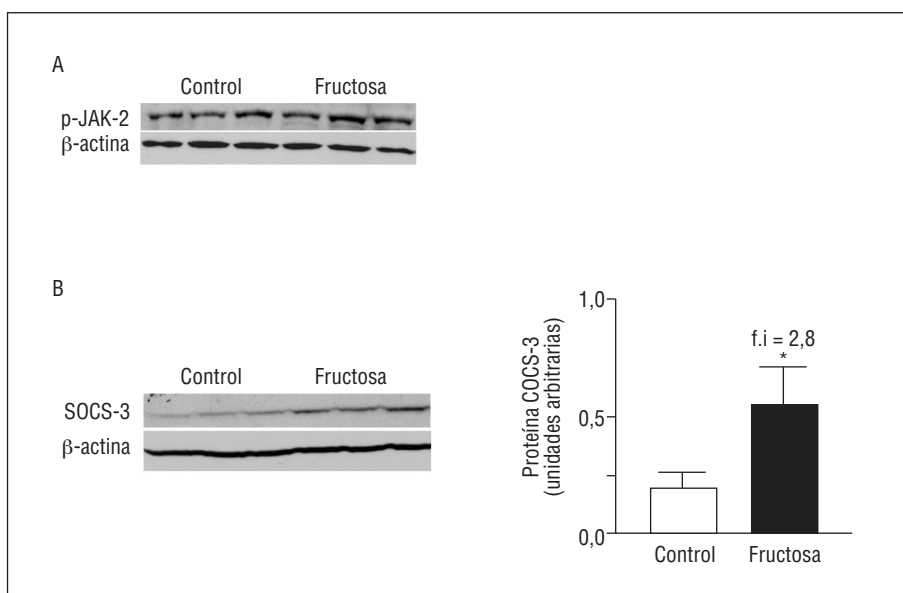 A
Control Fructosa
p-JAK-2
β-actina
B
Control Fructosa
SOCS-3
β-actina
Proteína COCS-3
(unidades arbitrarias)
1,0
0,5
0,0
f.i = 2,8
*
Control Fructosa